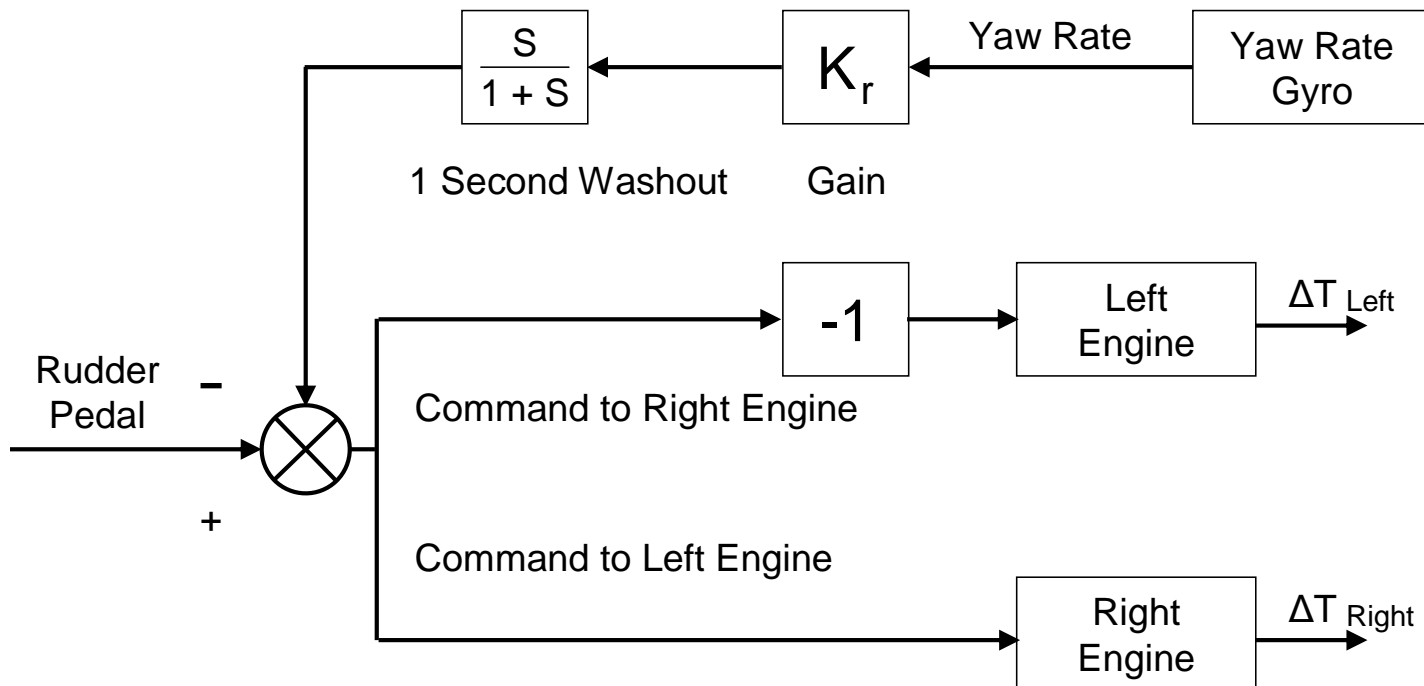 S
1 + S
K r
Yaw Rate
Yaw Rate
Gyro
1 Second Washout
Gain
-1
Left
Engine
ΔT Left
Rudder
Pedal
–
+
Command to Right Engine
Command to Left Engine
Right
Engine
ΔT Right